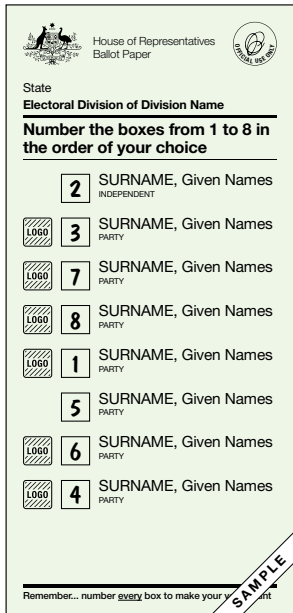 House of Representatives
Ballot Paper
OFFICIAL USE ONLY
State
Electoral Division of Division Name
Number the boxes from 1 to 8 in
the order of your choice
2 SURNAME, Given Names
INDEPENDENT
LOGO 3 SURNAME, Given Names
PARTY
LOGO 7 SURNAME, Given Names
PARTY
LOGO 8 SURNAME, Given Names
PARTY
LOGO 1 SURNAME, Given Names
PARTY
5 SURNAME, Given Names
PARTY
LOGO 6 SURNAME, Given Names
PARTY
LOGO 4 SURNAME, Given Names
PARTY
Remember... number every box to make your
SAMPLE